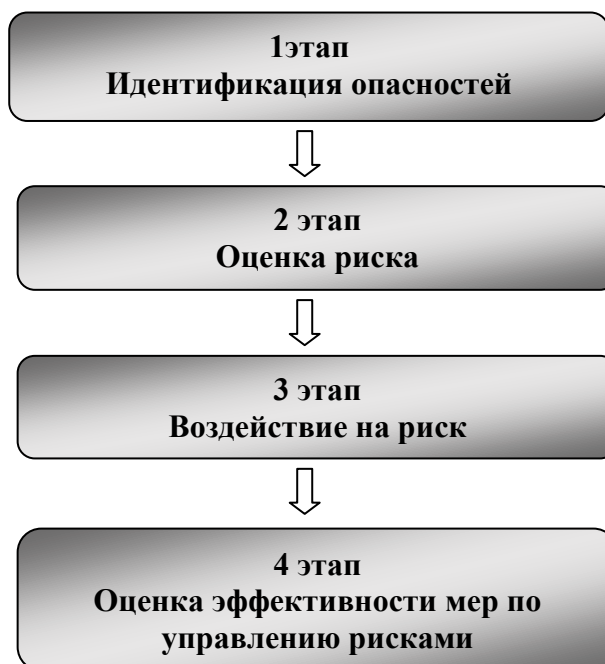 1этап
Идентификация опасностей
2 этап
Оценка риска
3 этап
Воздействие на риск
4 этап
Оценка эффективности мер по
управлению рисками